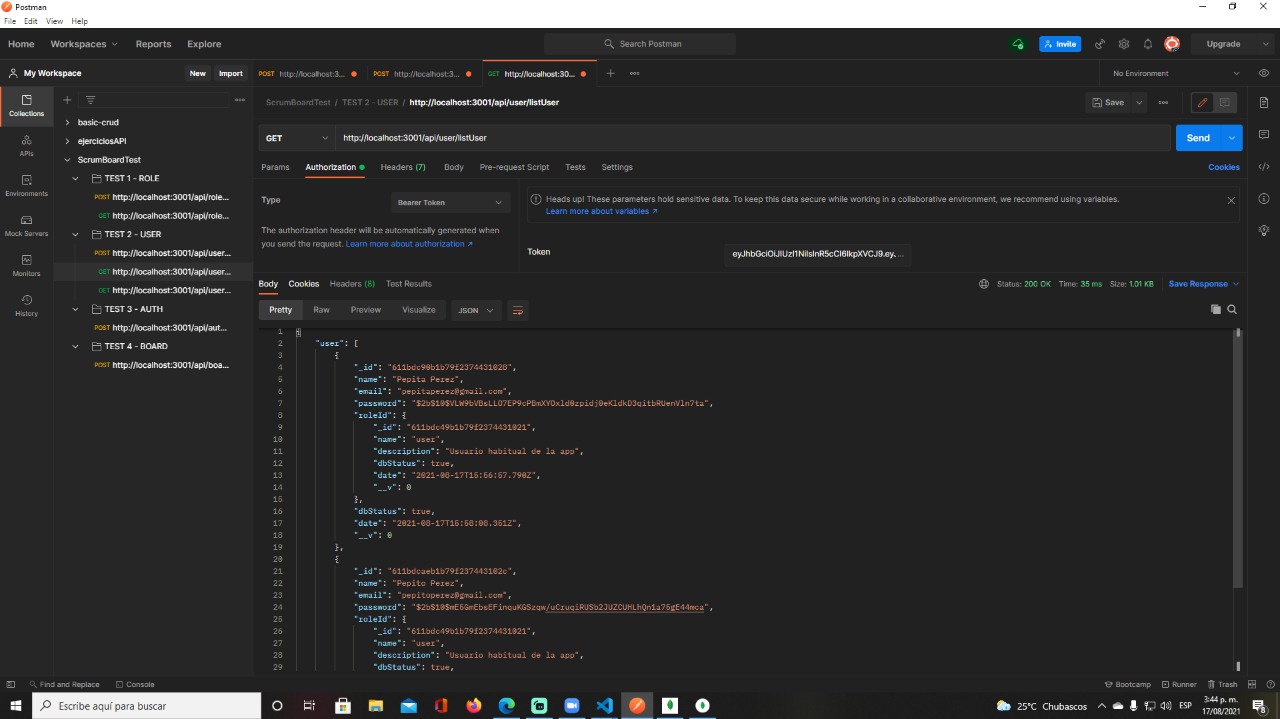 Postman
File Edit View Help
Home Workspaces Reports Explore Search Postman Invite Upgrade
My Workspace New Import POST http://localhost:3... POST http://localhost:3... GET http://localhost:30... No Environment
Collections
APIs
Environments
Mock Servers
Monitors
History
basic-crud
ejerciciosAPI
ScrumBoardTest
TEST 1 - ROLE
POST http://localhost:3001/api/role...
GET http://localhost:3001/api/role...
TEST 2 - USER
POST http://localhost:3001/api/user...
GET http://localhost:3001/api/user...
GET http://localhost:3001/api/user...
TEST 3 - AUTH
POST http://localhost:3001/api/aut...
TEST 4 - BOARD
POST http://localhost:3001/api/boa...
ScrumBoardTest / TEST 2 - USER / http://localhost:3001/api/user/listUser Save
GET http://localhost:3001/api/user/listUser Send
Params Authorization Headers (7) Body Pre-request Script Tests Settings Cookies
Type Bearer Token
The authorization header will be automatically generated when
you send the request. Learn more about authorization
Heads up! These parameters hold sensitive data. To keep this data secure while working in a collaborative environment, we recommend using variables.
Learn more about variables
Token
Body Cookies Headers (8) Test Results Status: 200 OK Time: 35 ms Size: 1.01 KB Save Response
Pretty Raw Preview Visualize JSON
1 {
2 "user": [
3 {
4 "_id": "611bdc90b1b79f2374431028",
5 "name": "Pepita Perez",
6 "email": "pepitaperez@gmail.com",
7 "password":
8 "roleId": {
9 "_id": "611bdc49b1b79f2374431021",
10 "name": "user",
11 "description": "Usuario habitual de la app",
12 "dbStatus": true,
13 "date": "2021-08-17T15:56:57.790Z",
14 "__v": 0
15 },
16 "dbStatus": true,
17 "date": "2021-08-17T15:58:08.351Z",
18 "__v": 0
19 },
20 {
21 "_id": "611bdcaeb1b79f237443102c",
22 "name": "Pepito Perez",
23 "email": "pepitoperez@gmail.com",
24 "password":
25 "roleId": {
26 "_id": "611bdc49b1b79f2374431021",
27 "name": "user",
28 "description": "Usuario habitual de la app",
29 "dbStatus": true,
Find and Replace Console Bootcamp Runner Trash
Escribe aquí para buscar 25°C Chubascos ESP 3:44 p. m.
17/08/2021